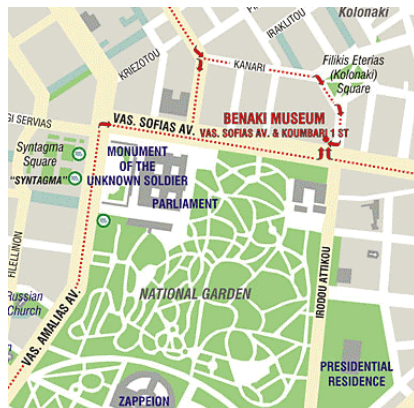 IRAKLITOU
Kolonaki
KRIEZOTOU
KANARI
Filikis Eterias
(Kolonaki)
Square
BENAKI MUSEUM
VAS. SOFIAS AV. & KOUMBARI 1 ST
GI SERVIAS
VAS. SOFIAS AV.
Syntagma
Square
"SYNTAGMA"
MONUMENT
OF THE
UNKNOWN SOLDIER
PARLIAMENT
FILELLINON
NATIONAL GARDEN
IRODOU ATTIKOU
Russian
Church
VAS. AMALIAS AV.
PRESIDENTIAL
RESIDENCE
ZAPPEION